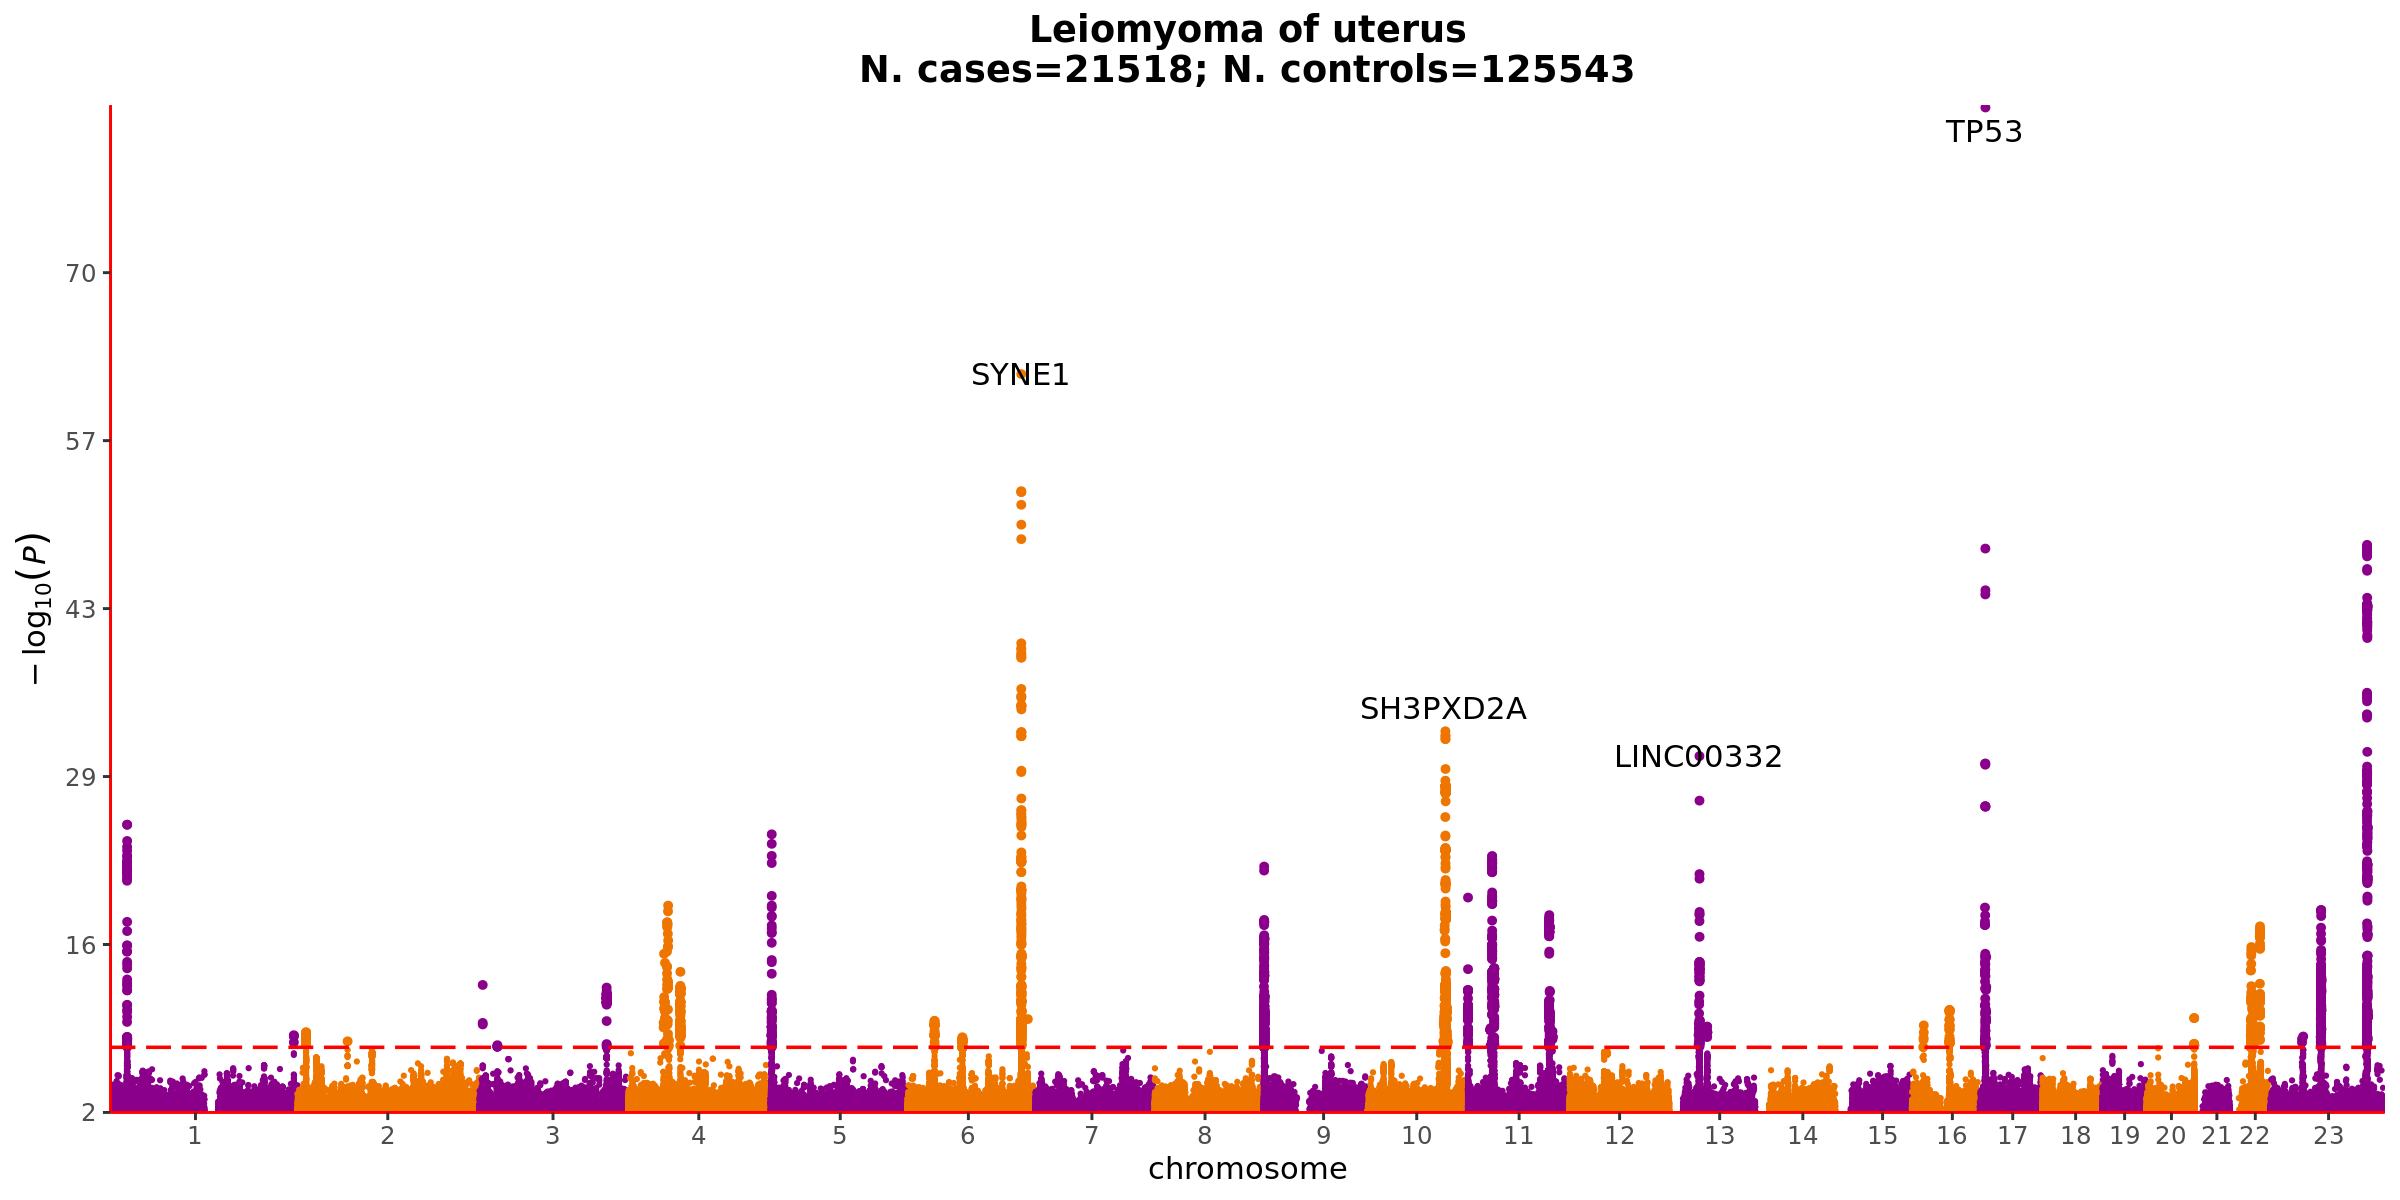 Leiomyoma of uterus
N. cases=21518; N. controls=125543
TP53
70
SYNE1
57
−log10(P)
43
SH3PXD2A
LINC00332
29
16
2
1 2 3 4 5 6 7 8 9 10 11 12 13 14 15 16 17 18 19 20 21 22 23
chromosome